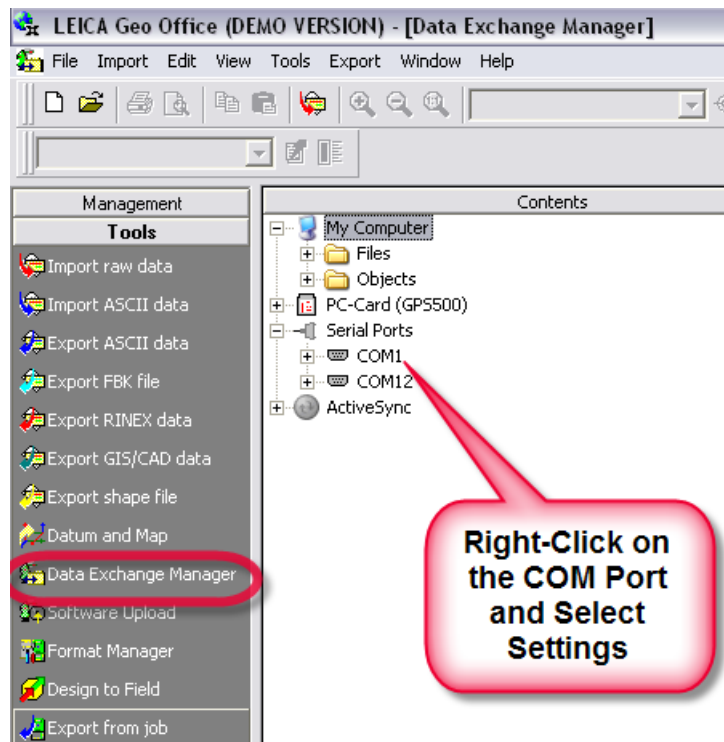 LEICA Geo Office (DEMO VERSION) - [Data Exchange Manager]
File Import Edit View Tools Export Window Help
Management
Tools
Import raw data
Import ASCII data
Export ASCII data
Export FBK file
Export RINEX data
Export GIS/CAD data
Export shape file
Datum and Map
Data Exchange Manager
Software Upload
Format Manager
Design to Field
Export from job
Contents
My Computer
Files
Objects
PC-Card (GPS500)
Serial Ports
COM1
COM12
ActiveSync
Right-Click on
the COM Port
and Select
Settings